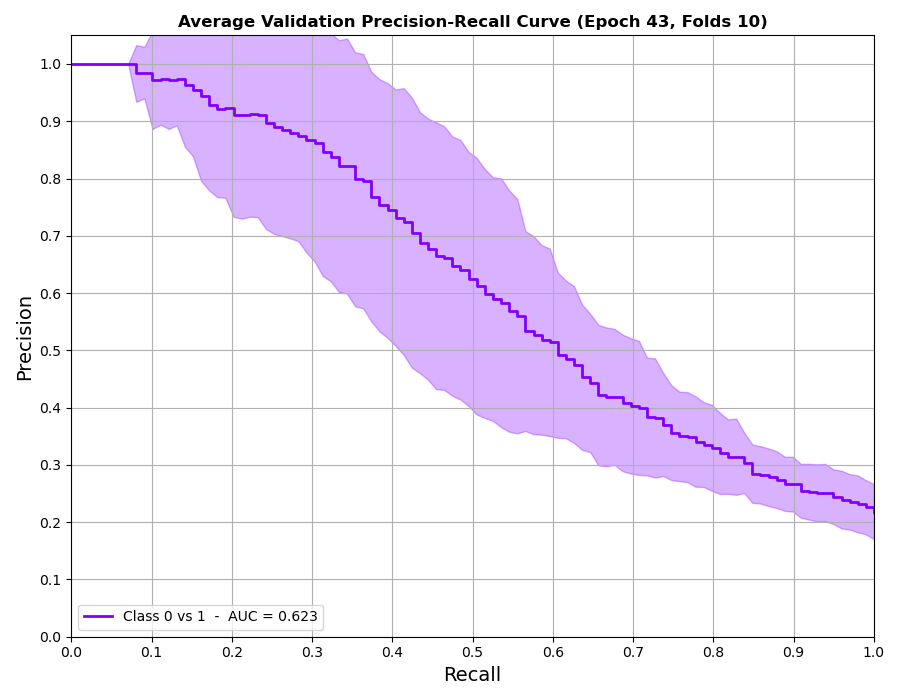 Average Validation Precision-Recall Curve (Epoch 43, Folds 10)
Precision
1.0
0.9
0.8
0.7
0.6
0.5
0.4
0.3
0.2
0.1
0.0
Class 0 vs 1 - AUC = 0.623
0.0 0.1 0.2 0.3 0.4 0.5 0.6 0.7 0.8 0.9 1.0
Recall